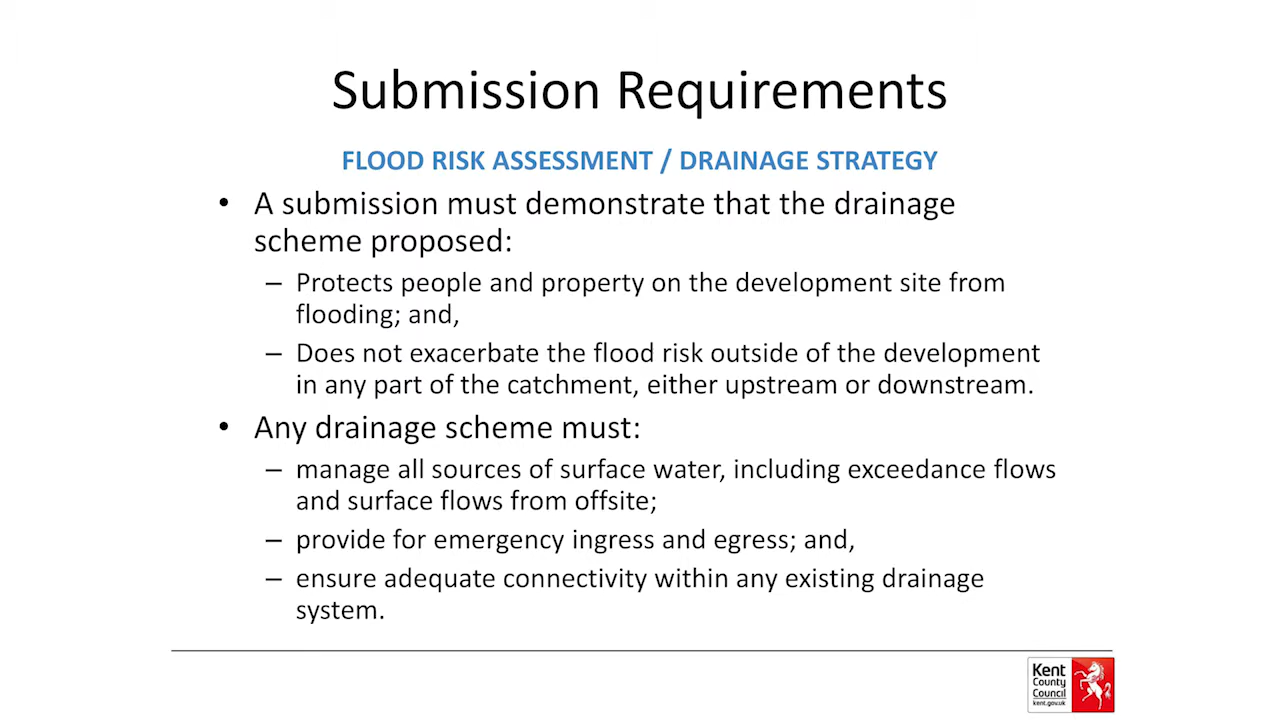 Submission Requirements
FLOOD RISK ASSESSMENT / DRAINAGE STRATEGY
• A submission must demonstrate that the drainage
scheme proposed:
– Protects people and property on the development site from
flooding; and,
– Does not exacerbate the flood risk outside of the development
in any part of the catchment, either upstream or downstream.
• Any drainage scheme must:
– manage all sources of surface water, including exceedance flows
and surface flows from offsite;
– provide for emergency ingress and egress; and,
– ensure adequate connectivity within any existing drainage
system.
Kent
County
Council
kent.gov.uk